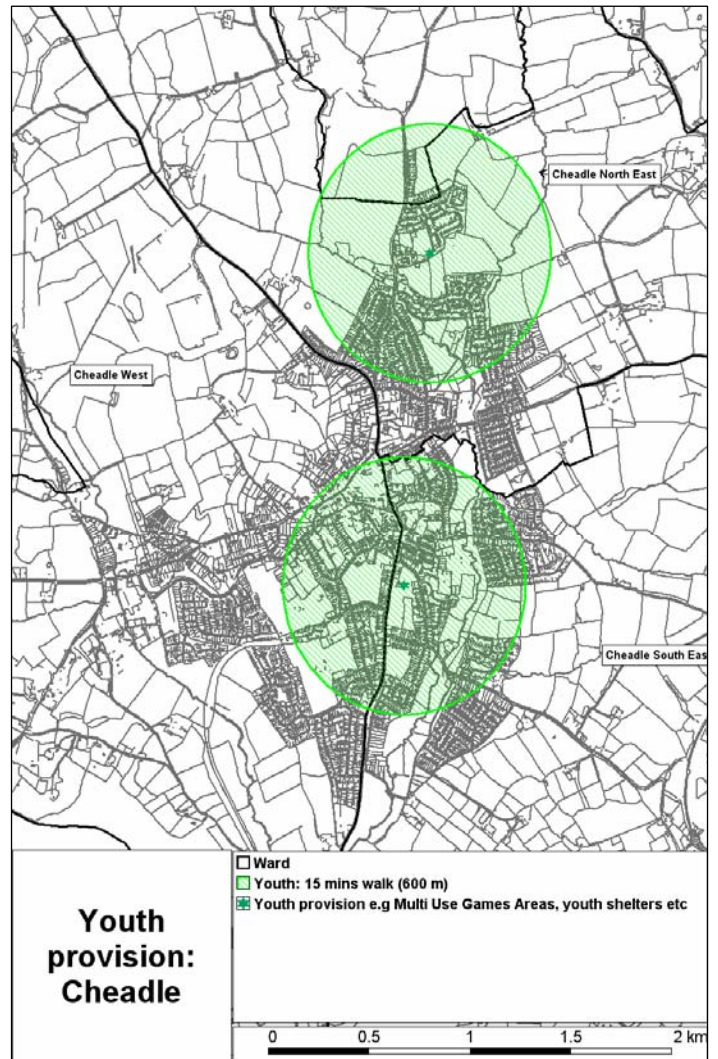 Cheadle North East
Cheadle West
Cheadle South Eas
Youth
provision:
Cheadle
Ward
Youth: 15 mins walk (600 m)
Youth provision e.g Multi Use Games Areas, youth shelters etc
0 0.5 1 1.5 2 km